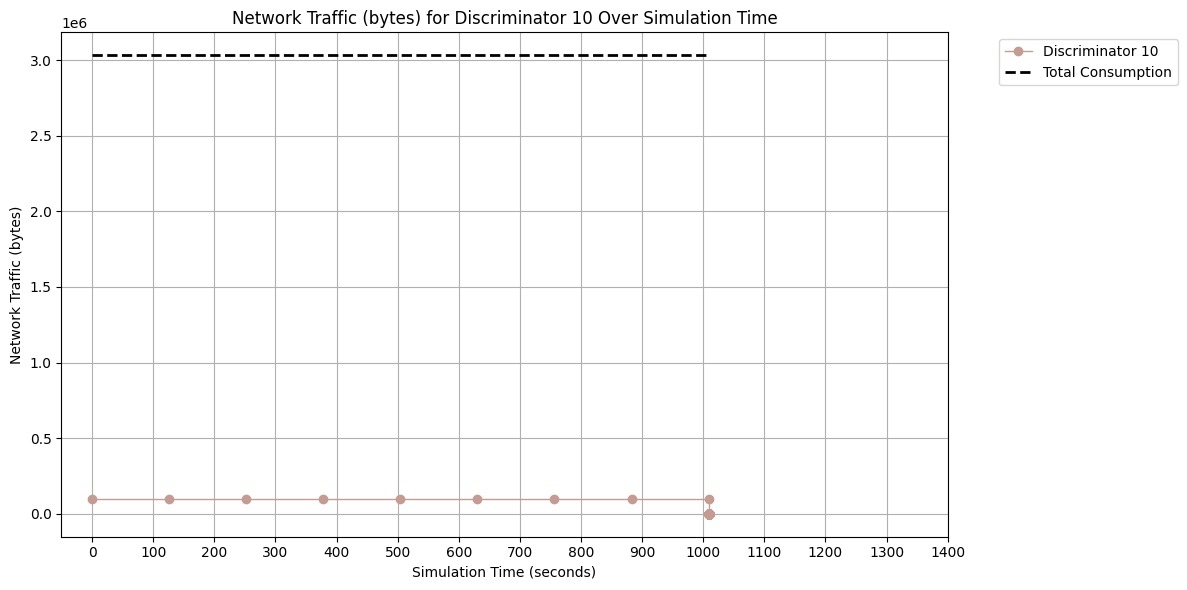 Network Traffic (bytes) for Discriminator 10 Over Simulation Time
1e6
Discriminator 10
Total Consumption
3.0
2.5
2.0
1.5
1.0
0.5
0.0
Network Traffic (bytes)
0 100 200 300 400 500 600 700 800 900 1000 1100 1200 1300 1400
Simulation Time (seconds)